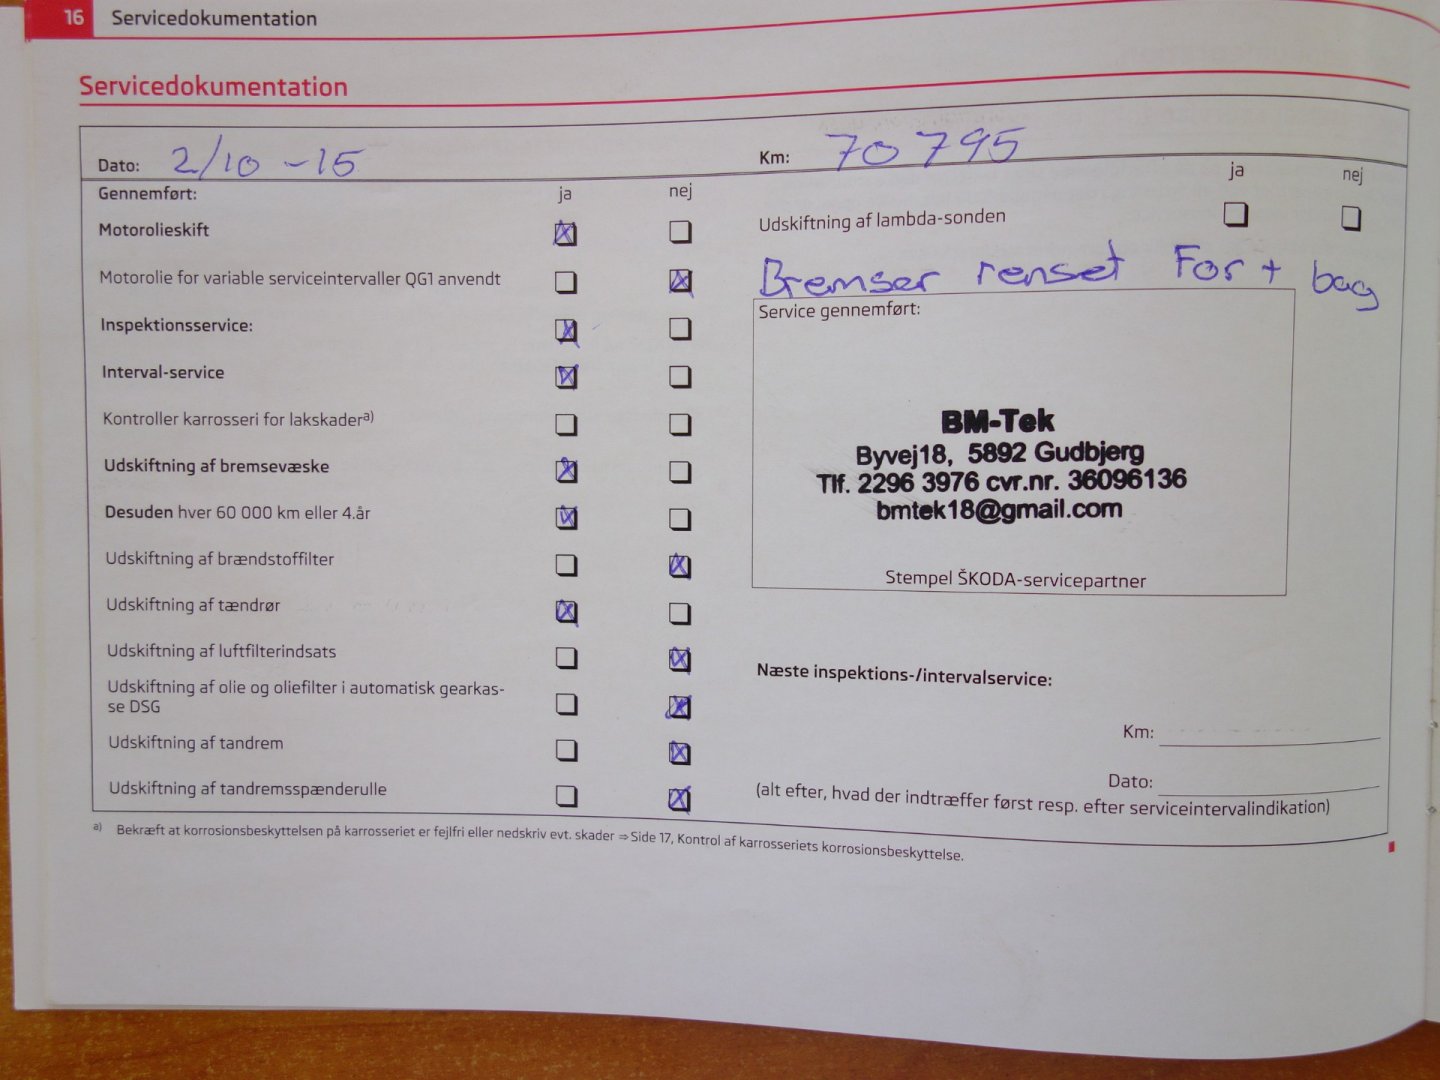 16 Servicedokumentation
Servicedokumentation
Dato: 2/10 -15 Km: 70 795
Gennemført: ja nej
Motorolieskift
Motorolie for variable serviceintervaller QG1 anvendt
Inspektionsservice:
Interval-service
Kontroller karrosseri for lakskader a)
Udskiftning af bremsevæske
Desuden hver 60 000 km eller 4.år
Udskiftning af brændstoffilter
Udskiftning af tændrør
Udskiftning af luftfilterindsats
Udskiftning af olie og oliefilter i automatisk gearkas-
se DSG
Udskiftning af tandrem
Udskiftning af tandremsspænderulle
ja nej
Udskiftning af lambda-sonden
Bremser renset For + bag
Service gennemført:
BM-Tek
Byvej18, 5892 Gudbjerg
Tlf. 2296 3976 cvr.nr. 36096136
bmtek18@gmail.com
Stempel ŠKODA-servicepartner
Næste inspektions-/intervalservice:
Km:
Dato:
(alt efter, hvad der indtræffer først resp. efter serviceintervalindikation)
a) Bekræft at korrosionsbeskyttelsen på karrosseriet er fejlfri eller nedskriv evt. skader ⇒ Side 17, Kontrol af karrosseriets korrosionsbeskyttelse.